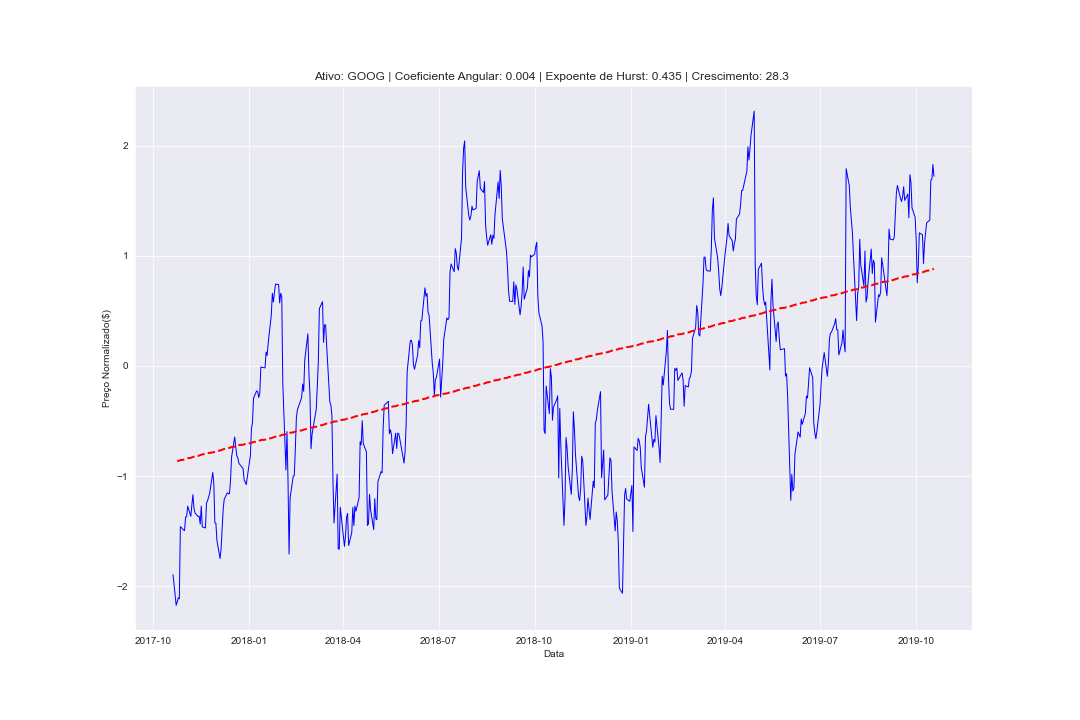 Ativo: GOOG | Coeficiente Angular: 0.004 | Expoente de Hurst: 0.435 | Crescimento: 28.3
Preço Normalizado($)
2
1
0
−1
−2
2017-10 2018-01 2018-04 2018-07 2018-10 2019-01 2019-04 2019-07 2019-10
Data